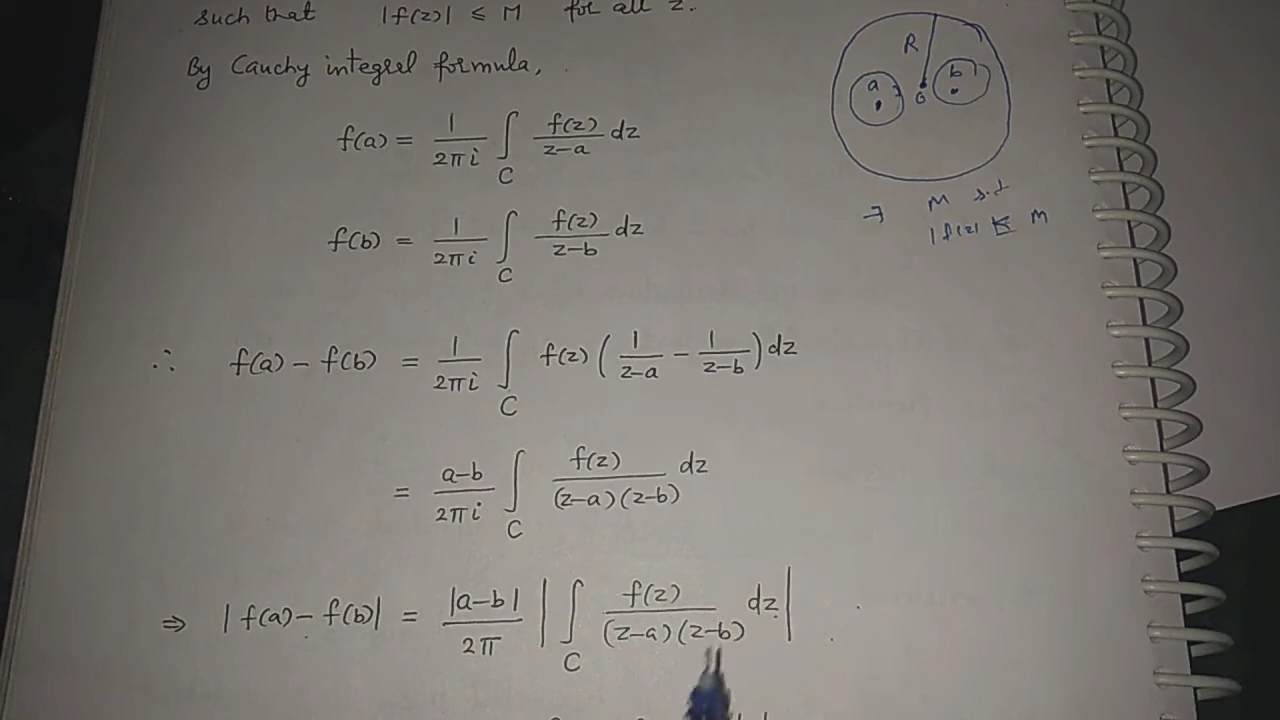 such that |f(z)| ≤ M for all z.
By Cauchy integral formula,
f(a) = 1/2πi ∫_C f(z)/z-a dz
f(b) = 1/2πi ∫_C f(z)/z-b dz
∴ f(a) - f(b) = 1/2πi ∫_C f(z) (1/z-a - 1/z-b) dz
= a-b/2πi ∫_C f(z)/(z-a)(z-b) dz
⇒ |f(a) - f(b)| = |a-b|/2π | ∫_C f(z)/(z-a)(z-b) dz |
R
a b
0
M s.t
|f(z)| ≤ M